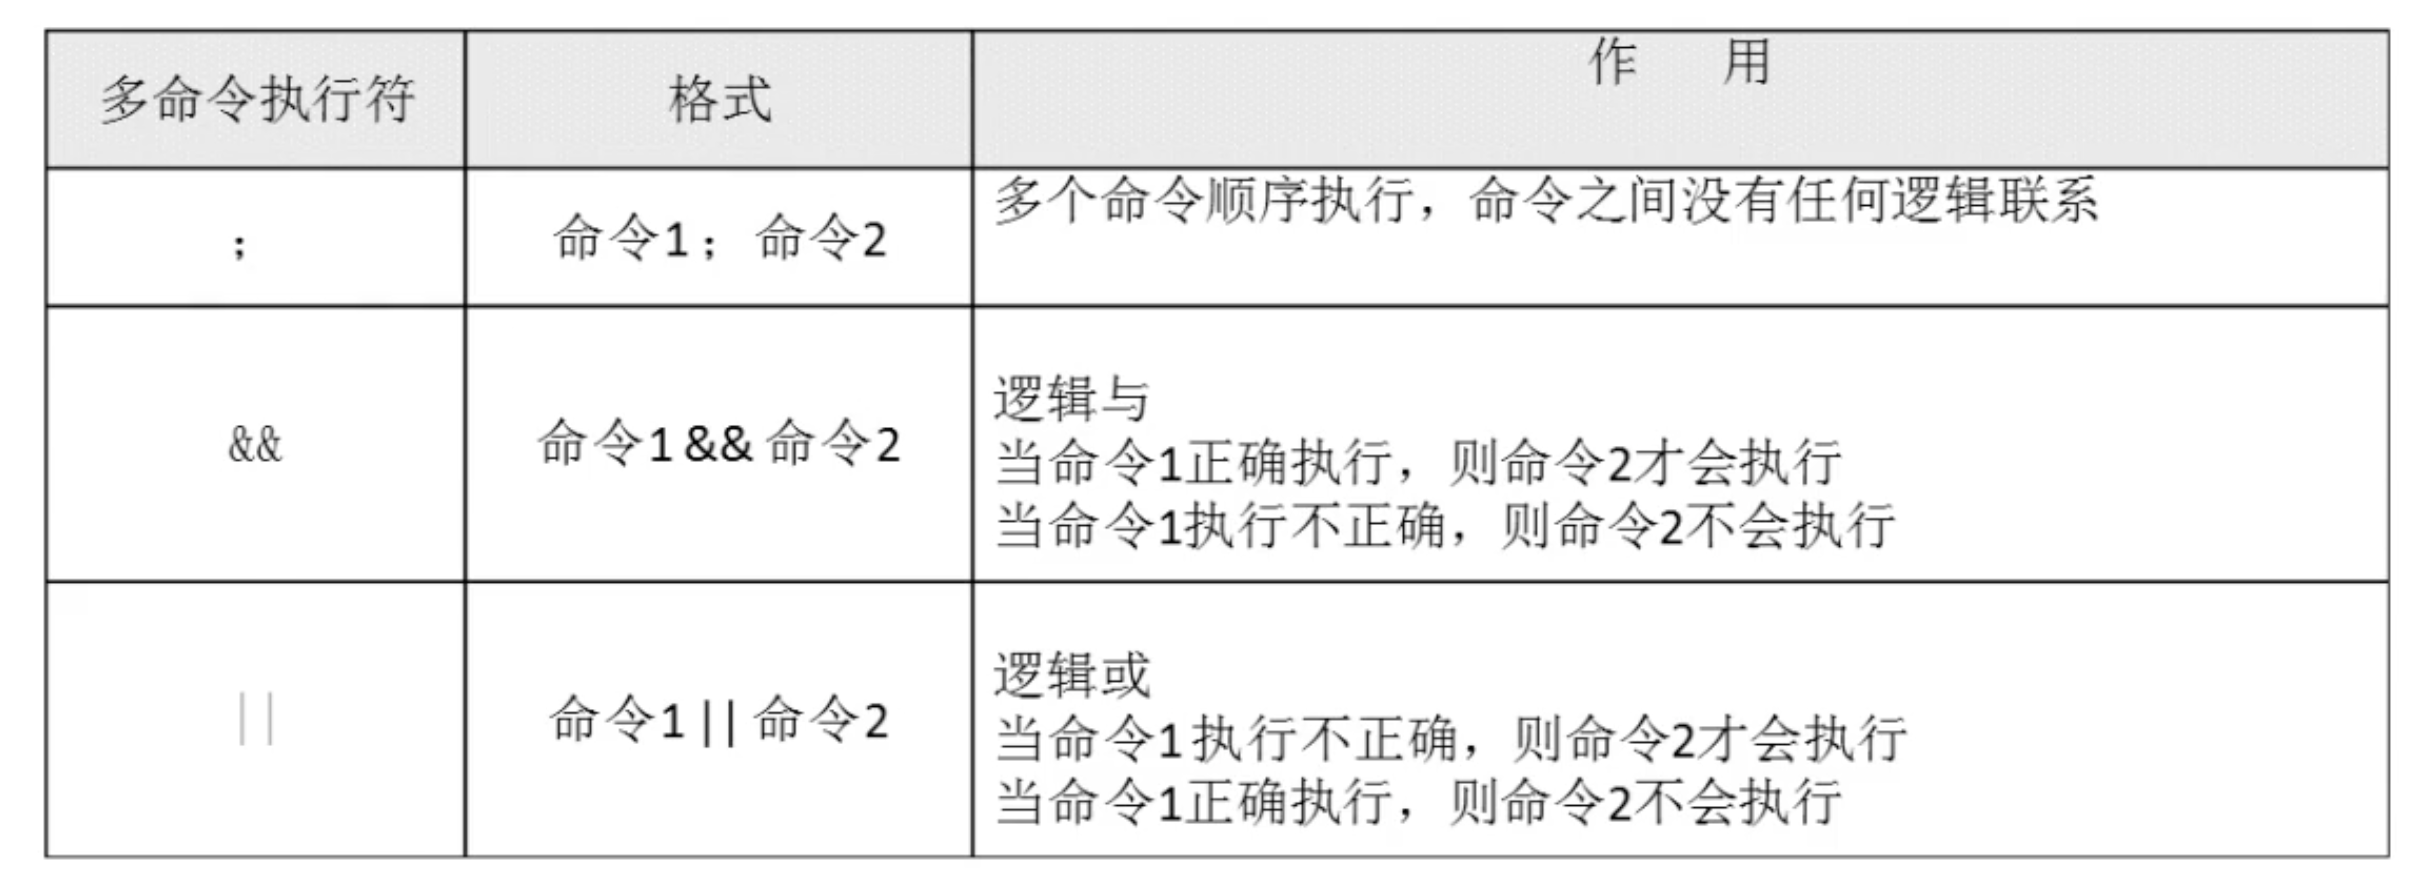 多命令执行符 格式 作 用
; 命令1; 命令2 多个命令顺序执行，命令之间没有任何逻辑联系
&& 命令1 && 命令2 逻辑与
当命令1正确执行，则命令2才会执行
当命令1执行不正确，则命令2不会执行
|| 命令1 || 命令2 逻辑或
当命令1 执行不正确，则命令2才会执行
当命令1正确执行，则命令2不会执行